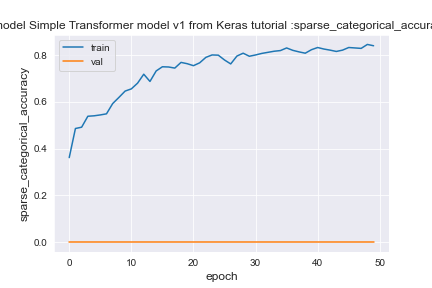 model Simple Transformer model v1 from Keras tutorial :sparse_categorical_accura
train
val
sparse_categorical_accuracy
0.8
0.6
0.4
0.2
0.0
0 10 20 30 40 50
epoch